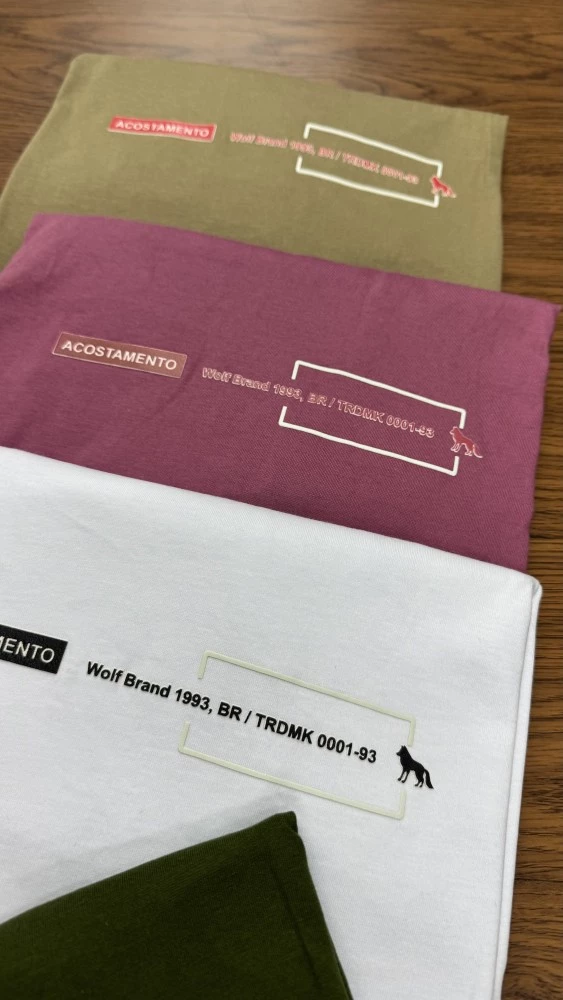 ACOSTAMENTO
Wolf Brand 1993, BR / TRDMK 0001-93
ACOSTAMENTO
Wolf Brand 1993, BR / TRDMK 0001-93
MENTO
Wolf Brand 1993, BR / TRDMK 0001-93